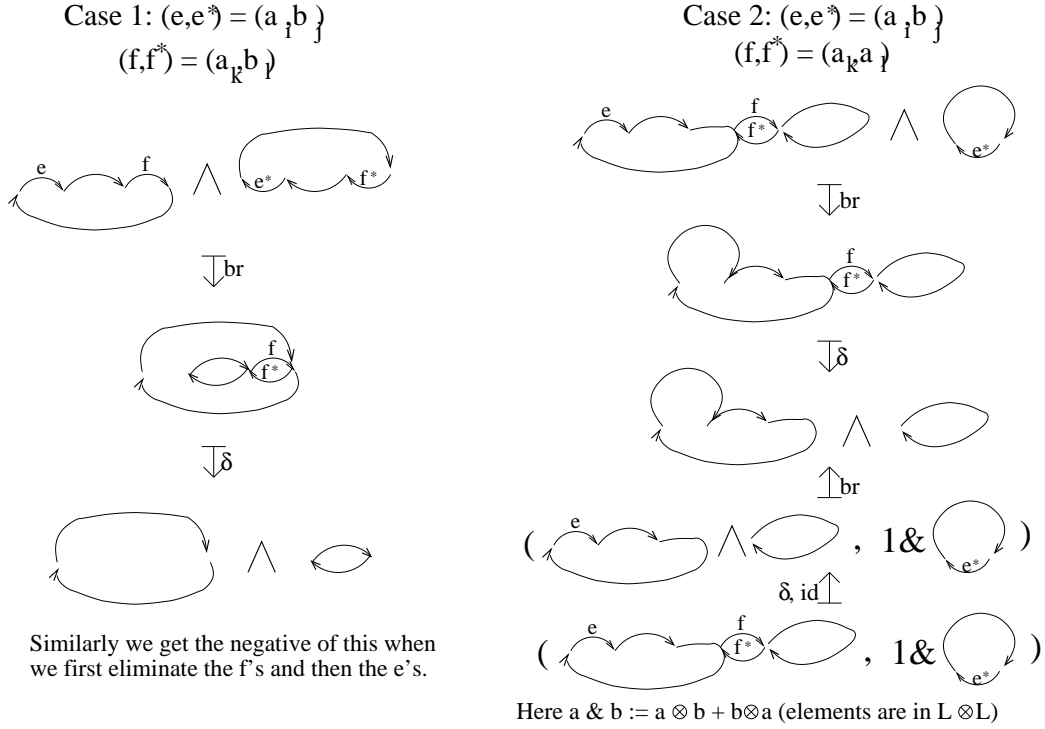 Case 1: (e,e*) = (a_i, b_j)
(f,f*) = (a_k, b_l)
e
f
∧
e*
f*
br
f
f*
δ
∧
Similarly we get the negative of this when
we first eliminate the f's and then the e's.
Case 2: (e,e*) = (a_i, b_j)
(f,f*) = (a_k, a_l)
e
f
f*
∧
e*
br
f
f*
δ
∧
br
( e ∧ , 1& e* )
δ, id
( e f f* , 1& e* )
Here a & b := a ⊗ b + b⊗a (elements are in L ⊗L)